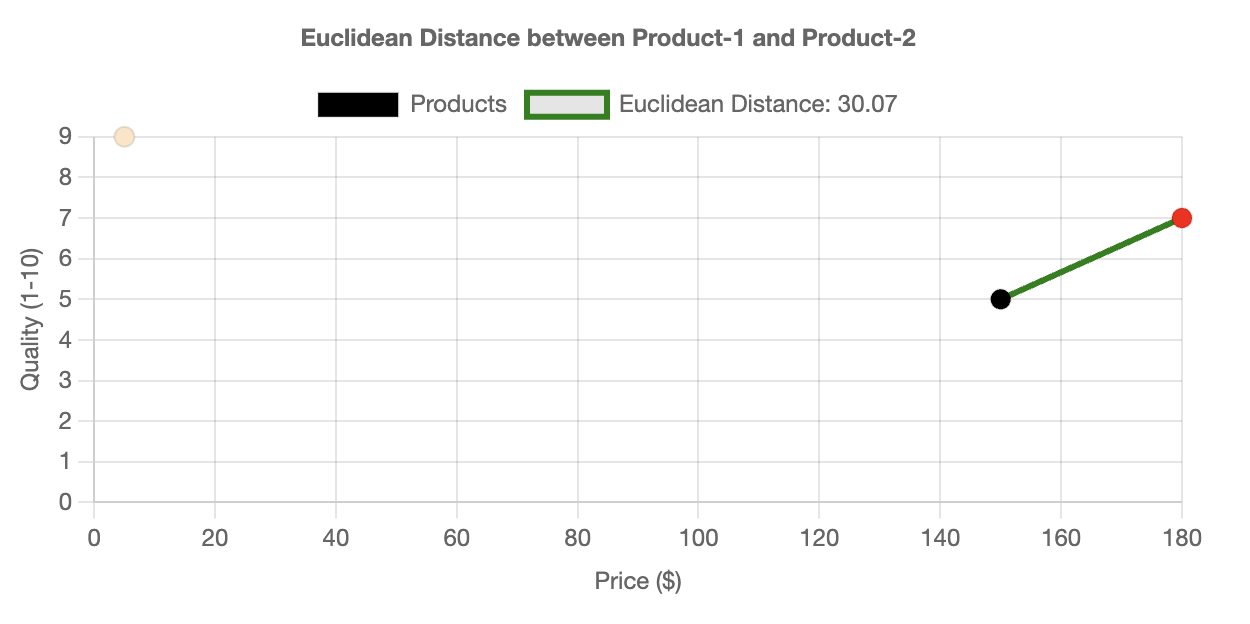 Euclidean Distance between Product-1 and Product-2
Products
Euclidean Distance: 30.07
9
8
7
6
5
4
3
2
1
0
Quality (1-10)
0 20 40 60 80 100 120 140 160 180
Price ($)